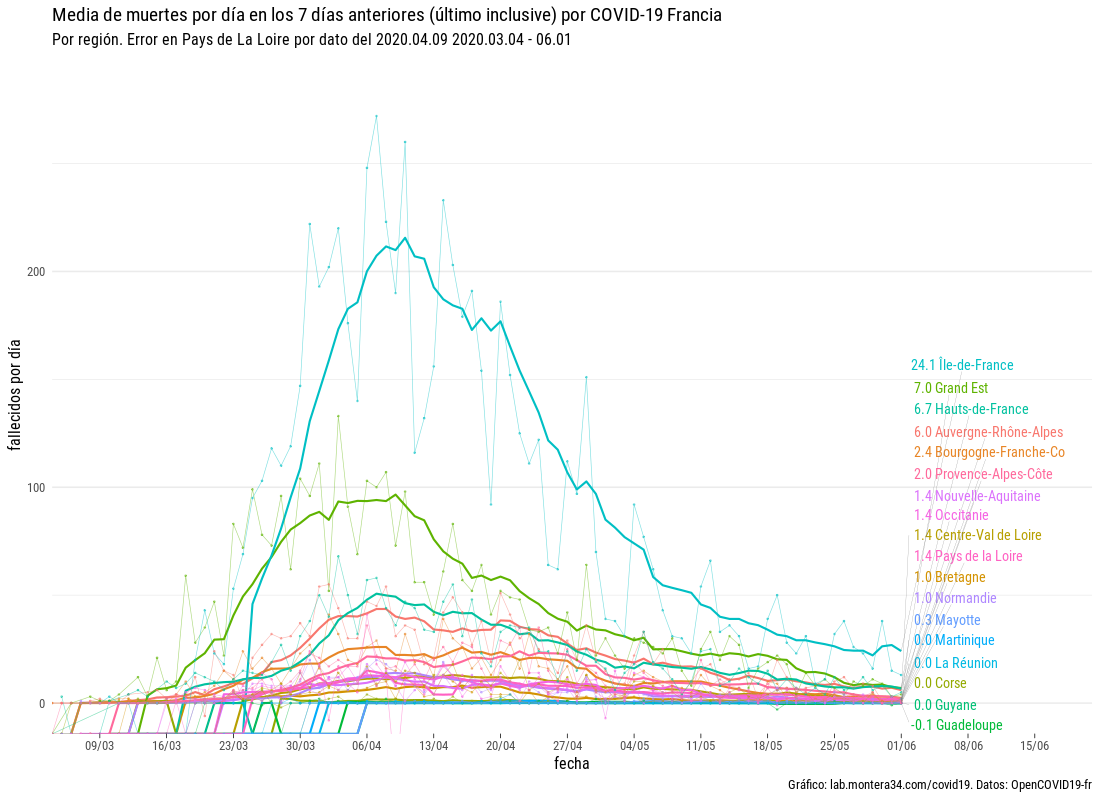 Media de muertes por día en los 7 días anteriores (último inclusive) por COVID-19 Francia
Por región. Error en Pays de La Loire por dato del 2020.04.09 2020.03.04 - 06.01
fallecidos por día
200
100
0
24.1 Île-de-France
7.0 Grand Est
6.7 Hauts-de-France
6.0 Auvergne-Rhône-Alpes
2.4 Bourgogne-Franche-Co
2.0 Provence-Alpes-Côte
1.4 Nouvelle-Aquitaine
1.4 Occitanie
1.4 Centre-Val de Loire
1.4 Pays de la Loire
1.0 Bretagne
1.0 Normandie
0.3 Mayotte
0.0 Martinique
0.0 La Réunion
0.0 Corse
0.0 Guyane
-0.1 Guadeloupe
09/03 16/03 23/03 30/03 06/04 13/04 20/04 27/04 04/05 11/05 18/05 25/05 01/06 08/06 15/06
fecha
Gráfico: lab.montera34.com/covid19. Datos: OpenCOVID19-fr